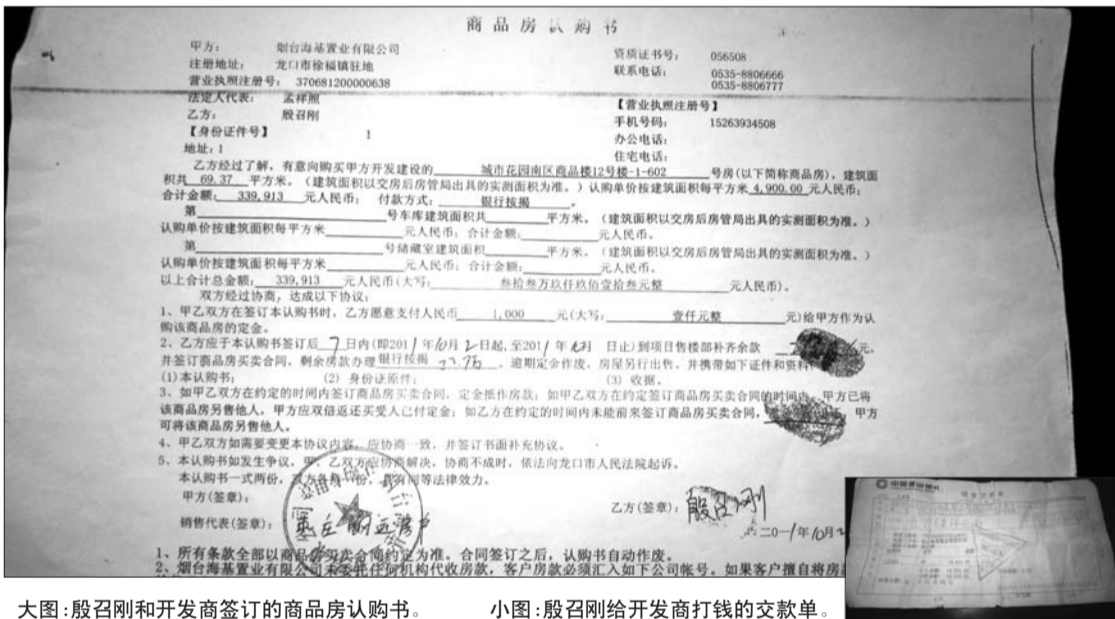 商品房认购书
甲方： 烟台海基置业有限公司 资质证书号： 056508
注册地址： 龙口市徐福镇驻地 联系电话： 0535-8806666
0535-8806777
营业执照注册号： 370681200000638
法定人代表： 孟祥照 【营业执照注册号】
乙方： 殷召刚 手机号码： 15263934508
【身份证件号】 1 办公电话：
地址：1 住宅电话：
乙方经过了解，有意向购买甲方开发建设的 城市花园南区商品楼12号楼-1-602 号房（以下简称商品房），建筑面
积共 69.37 平方米。（建筑面积以交房后房管局出具的实测面积为准。）认购单价按建筑面积每平方米 4,900.00 元人民币；
合计金额： 339,913 元人民币； 付款方式： 银行按揭 。
第 号车库建筑面积共 平方米。（建筑面积以交房后房管局出具的实测面积为准。）
认购单价按建筑面积每平方米 元人民币；合计金额： 元人民币。
第 号储藏室建筑面积 平方米。（建筑面积以交房后房管局出具的实测面积为准。）
认购单价按建筑面积每平方米 元人民币；合计金额： 元人民币。
以上合计总金额： 339,913 元人民币（大写： 叁拾叁万玖仟玖佰壹拾叁元整 元人民币）。
双方经过协商，达成以下协议：
1、甲乙双方在签订本认购书时，乙方愿意支付人民币 1,000 元（大写： 壹仟元整 元）给甲方作为认
购该商品房的定金。
2、乙方应于本认购书签订后 7 日内（即2011年10月2日起，至2011年 月 日止）到项目售楼部补齐余款 元，
并签订商品房买卖合同，剩余房款办理 银行按揭 ，逾期定金作废，房屋另行出售，并携带如下证件和资料
(1)本认购书； (2) 身份证原件； (3) 收据。
3、如甲乙双方在约定的时间内签订商品房买卖合同，定金抵作房款；如甲乙双方在约定签订商品房买卖合同的时间内，甲方已将
该商品房另售他人，甲方应双倍返还买受人已付定金；如乙方在约定的时间内未能前来签订商品房买卖合同， 甲方
可将该商品房另售他人。
4、甲乙双方如需要变更本协议内容，应协商一致，并签订书面补充协议。
5、本认购书如发生争议，甲、乙双方应协商解决，协商不成时，依法向龙口市人民法院起诉。
本认购书一式两份，双方各执一份，具有同等法律效力。
甲方(签章)： 乙方(签章)： 殷召刚
销售代表(签章)： 二0一1年10月2
1、所有条款全部以商品房买卖合同约定为准。合同签订之后，认购书自动作废。
2、烟台海基置业有限公司未委托任何机构代收房款，客户房款必须汇入如下公司帐号。如果客户擅自将房款
中国建设银行
大图：殷召刚和开发商签订的商品房认购书。 小图：殷召刚给开发商打钱的交款单。